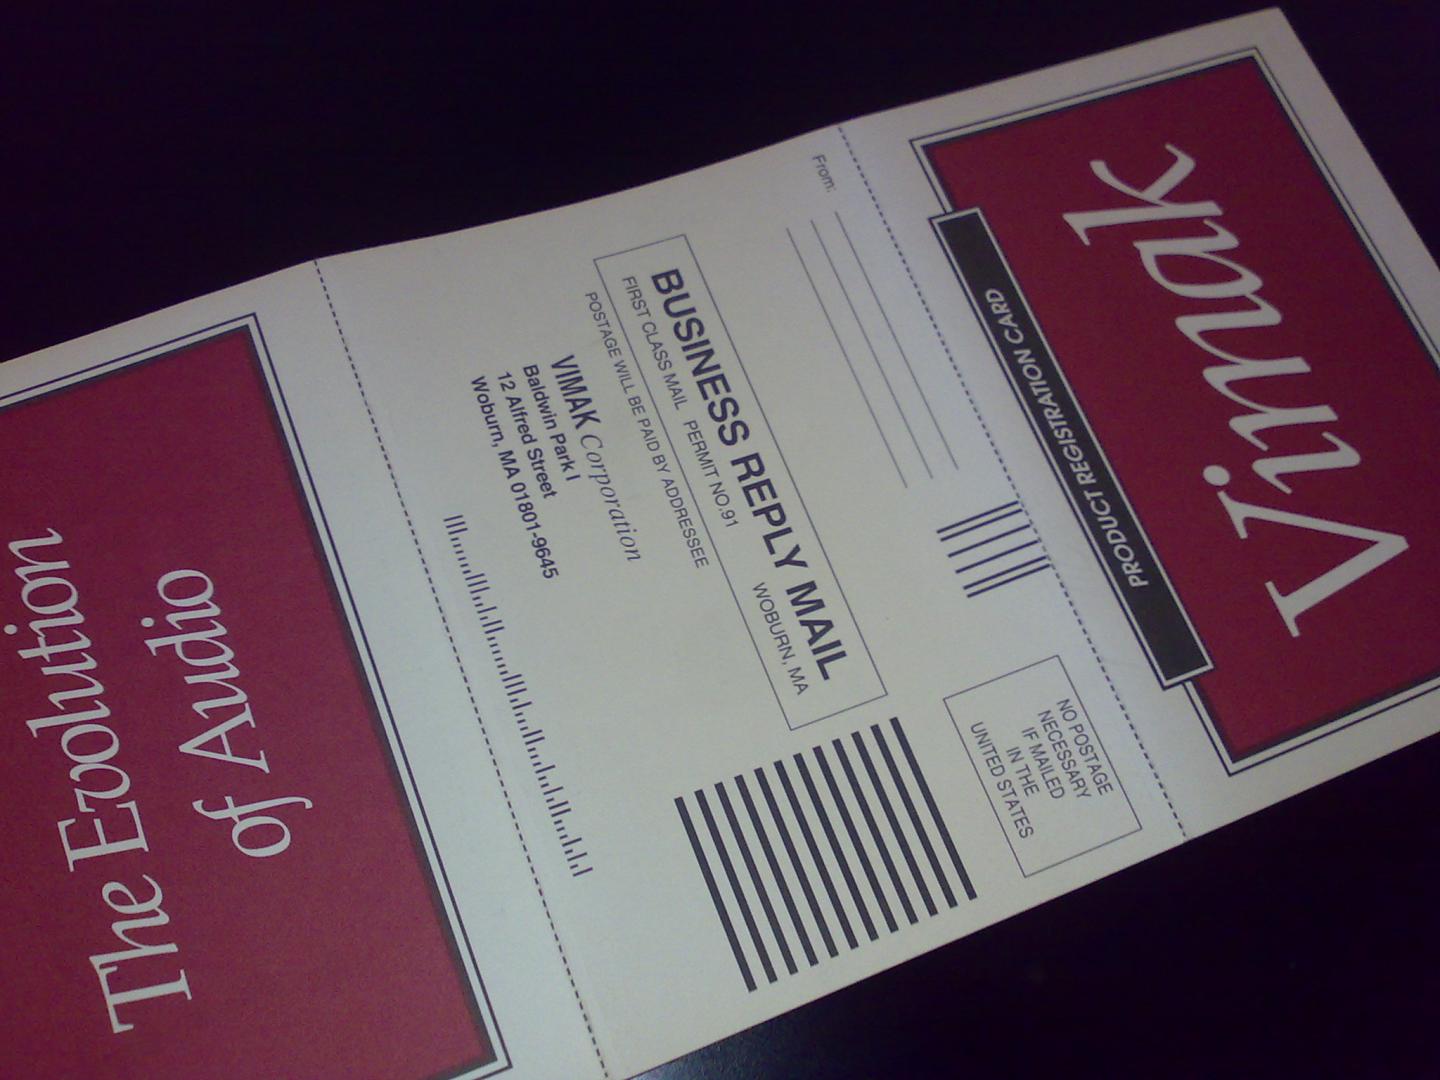 Vimak
PRODUCT REGISTRATION CARD
From:
NO POSTAGE
NECESSARY
IF MAILED
IN THE
UNITED STATES
BUSINESS REPLY MAIL
FIRST CLASS MAIL PERMIT NO.91 WOBURN, MA
POSTAGE WILL BE PAID BY ADDRESSEE
VIMAK Corporation
Baldwin Park I
12 Alfred Street
Woburn, MA 01801-9645
The Evolution
of Audio